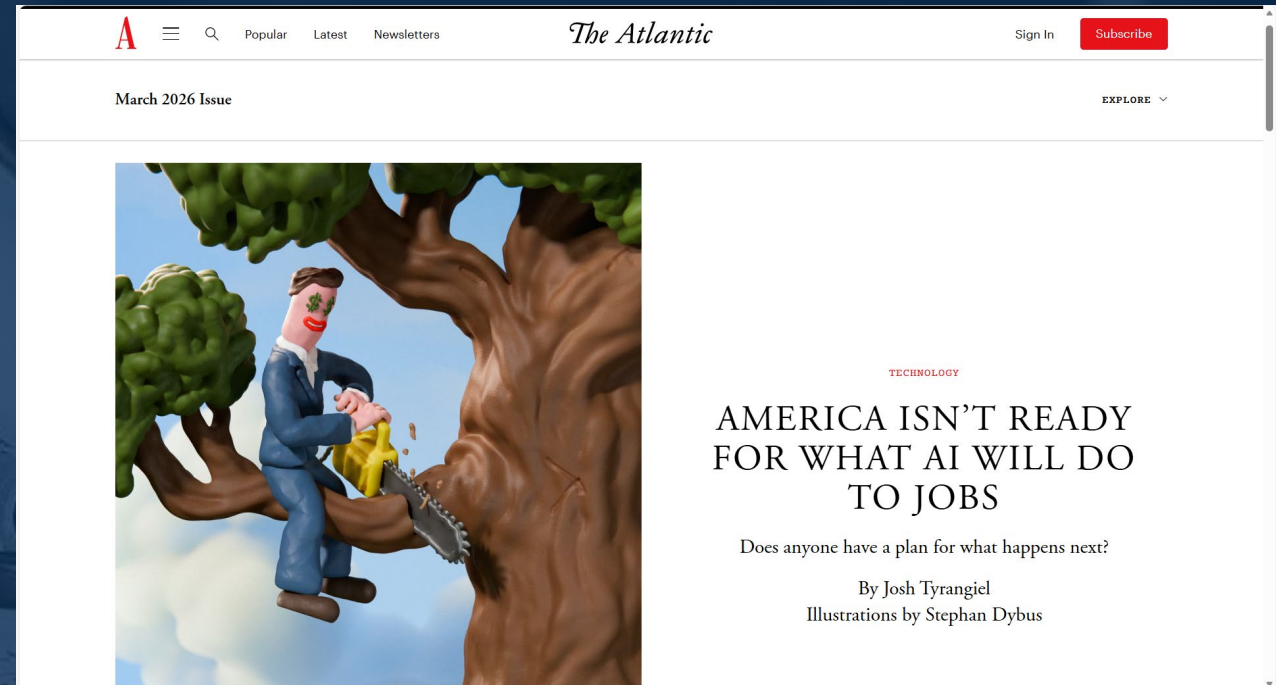 A
Popular
Latest
Newsletters
The Atlantic
Sign In
Subscribe
March 2026 Issue
EXPLORE
TECHNOLOGY
AMERICA ISN’T READY
FOR WHAT AI WILL DO
TO JOBS
Does anyone have a plan for what happens next?
By Josh Tyrangiel
Illustrations by Stephan Dybus